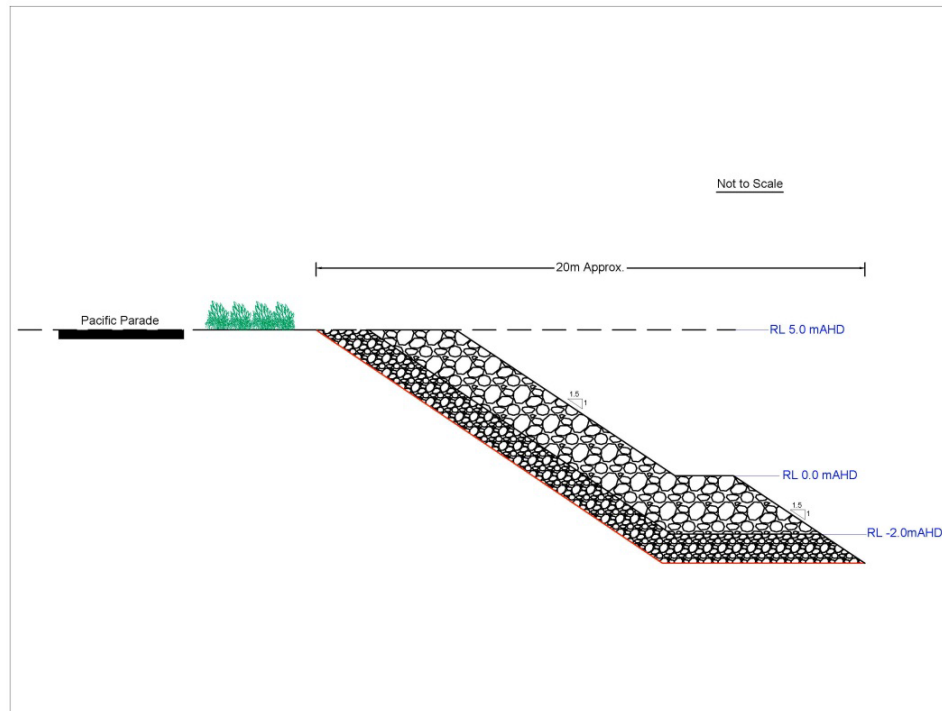 Not to Scale
20m Approx.
Pacific Parade
RL 5.0 mAHD
1.5
1
RL 0.0 mAHD
1.5
1
RL -2.0mAHD